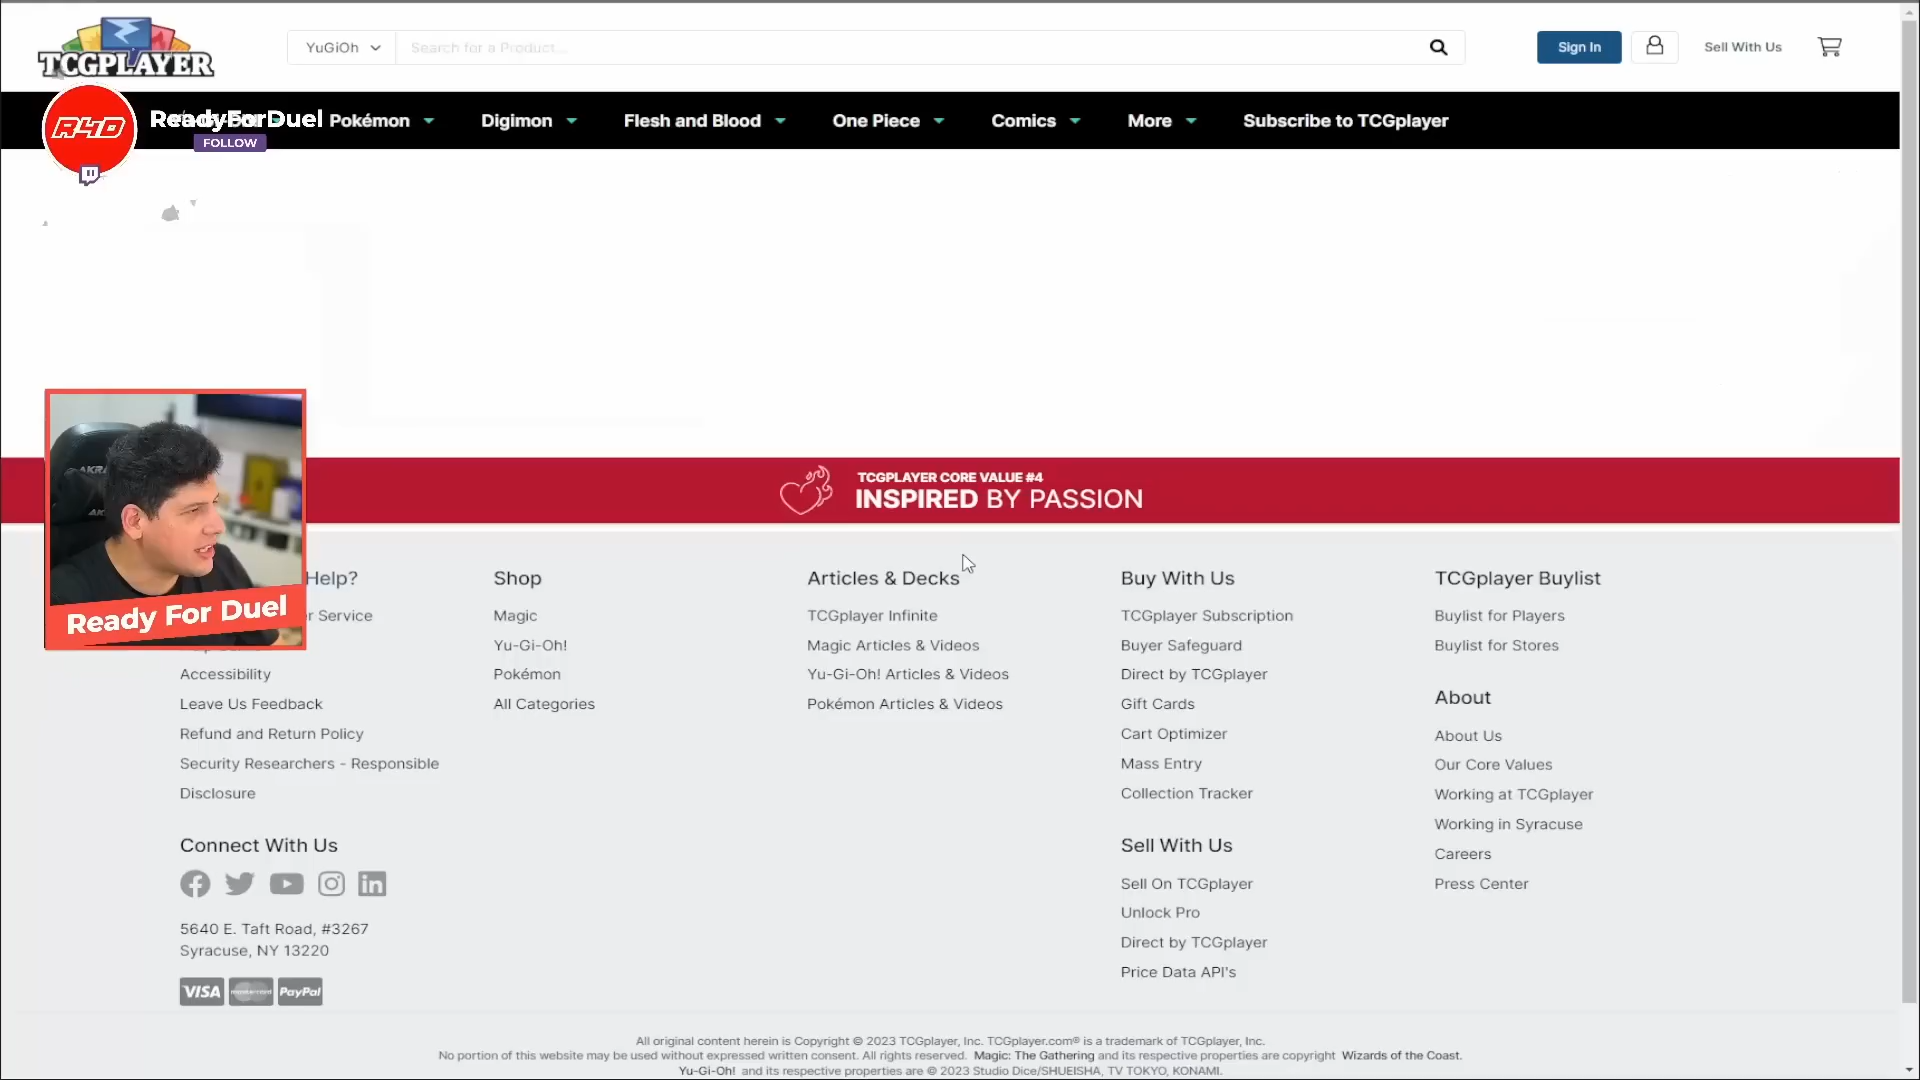 TCGPLAYER
YuGiOh
Search for a Product...
Sign In
Sell With Us
R4D
ReadyForDuel
FOLLOW
Pokémon
Digimon
Flesh and Blood
One Piece
Comics
More
Subscribe to TCGplayer
AKRA
TCGPLAYER CORE VALUE #4
INSPIRED BY PASSION
Ready For Duel
Help?
r Service
Accessibility
Leave Us Feedback
Refund and Return Policy
Security Researchers - Responsible
Disclosure
Connect With Us
5640 E. Taft Road, #3267
Syracuse, NY 13220
VISA
mastercard
PayPal
Shop
Magic
Yu-Gi-Oh!
Pokémon
All Categories
Articles & Decks
TCGplayer Infinite
Magic Articles & Videos
Yu-Gi-Oh! Articles & Videos
Pokémon Articles & Videos
Buy With Us
TCGplayer Subscription
Buyer Safeguard
Direct by TCGplayer
Gift Cards
Cart Optimizer
Mass Entry
Collection Tracker
Sell With Us
Sell On TCGplayer
Unlock Pro
Direct by TCGplayer
Price Data API's
TCGplayer Buylist
Buylist for Players
Buylist for Stores
About
About Us
Our Core Values
Working at TCGplayer
Working in Syracuse
Careers
Press Center
All original content herein is Copyright © 2023 TCGplayer, Inc. TCGplayer.com® is a trademark of TCGplayer, Inc.
No portion of this website may be used without expressed written consent. All rights reserved. Magic: The Gathering and its respective properties are copyright Wizards of the Coast.
Yu-Gi-Oh! and its respective properties are © 2023 Studio Dice/SHUEISHA, TV TOKYO, KONAMI.